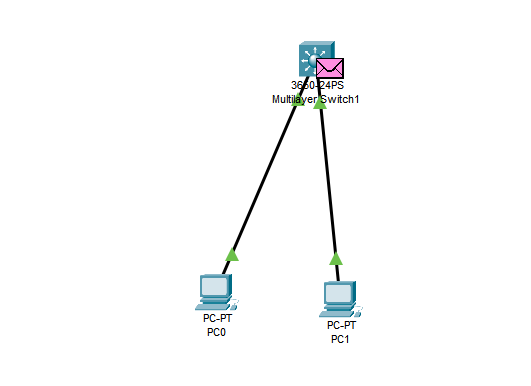 3650-24PS
Multilayer Switch1
PC-PT
PC0
PC-PT
PC1